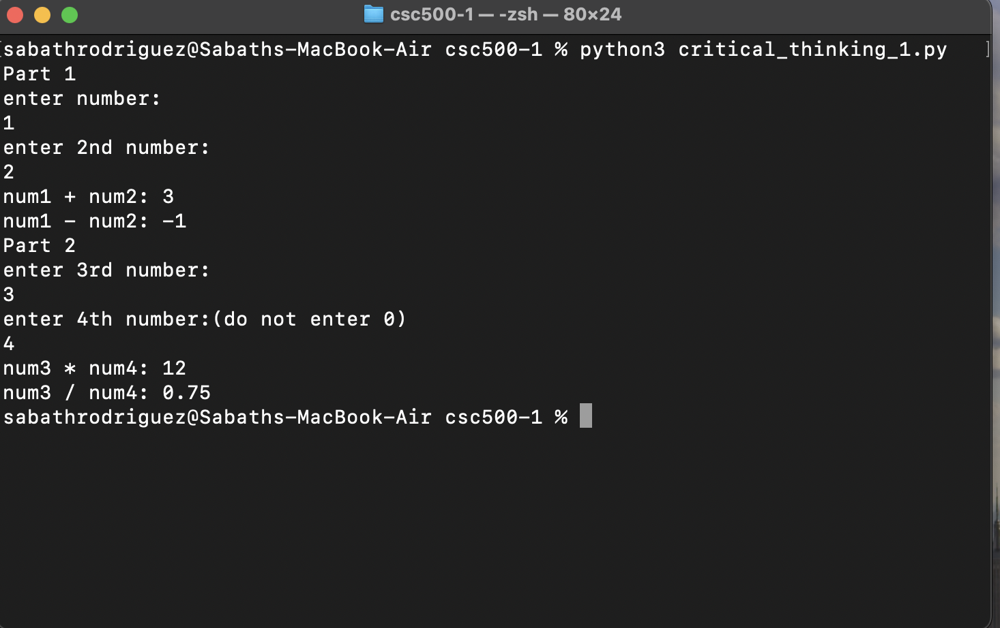 csc500-1 — -zsh — 80×24
[sabathrodriguez@Sabaths-MacBook-Air csc500-1 % python3 critical_thinking_1.py ]
Part 1
enter number:
1
enter 2nd number:
2
num1 + num2: 3
num1 - num2: -1
Part 2
enter 3rd number:
3
enter 4th number:(do not enter 0)
4
num3 * num4: 12
num3 / num4: 0.75
sabathrodriguez@Sabaths-MacBook-Air csc500-1 %